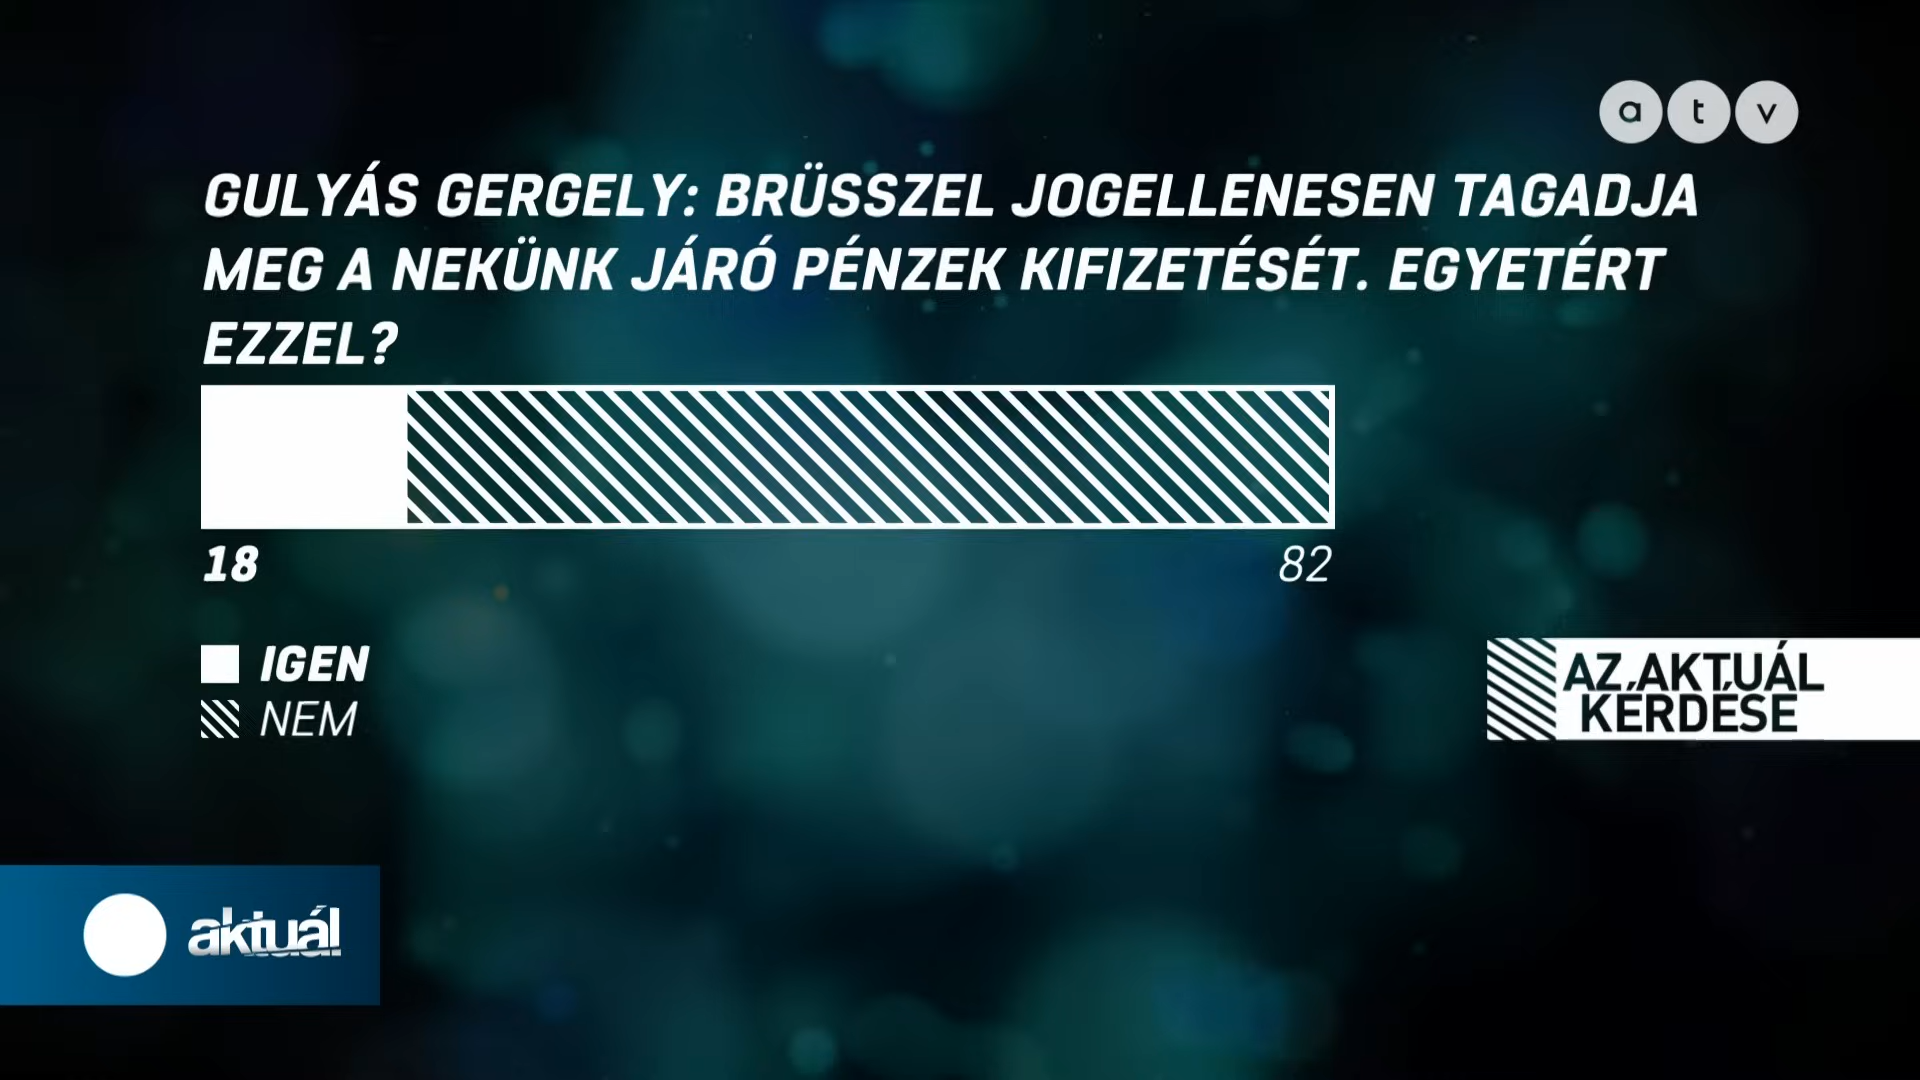 a t v
GULYÁS GERGELY: BRÜSSZEL JOGELLENESEN TAGADJA
MEG A NEKÜNK JÁRÓ PÉNZEK KIFIZETÉSÉT. EGYETÉRT
EZZEL?
18
82
IGEN
NEM
AZ AKTUÁL
KÉRDÉSE
aktuál